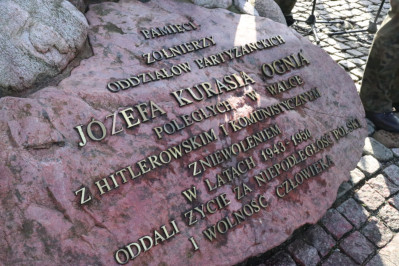 PAMIĘCI
ŻOŁNIERZY
ODDZIAŁÓW PARTYZANCKICH
JÓZEFA KURASIA OGNIA
POLEGŁYCH W WALCE
Z HITLEROWSKIM I KOMUNISTYCZNYM
ZNIEWOLENIEM
W LATACH 1943-1950
ODDALI ŻYCIE ZA NIEPODLEGŁOŚĆ POLSKI
I WOLNOŚĆ CZŁOWIEKA